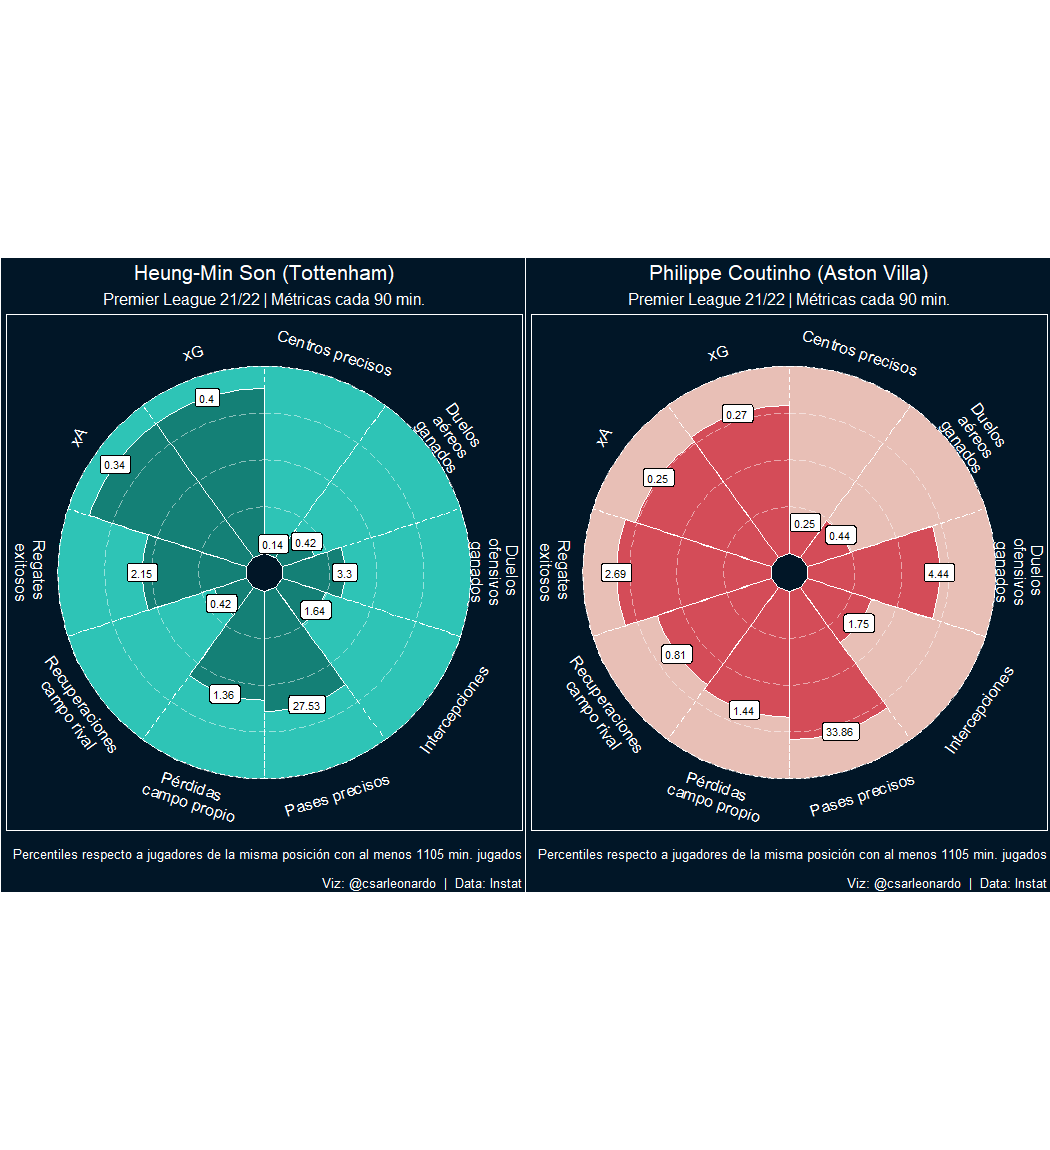 Heung-Min Son (Tottenham)
Premier League 21/22 | Métricas cada 90 min.
Centros precisos
Duelos
aéreos
ganados
Duelos
ofensivos
ganados
Intercepciones
Pases precisos
Pérdidas
campo propio
Recuperaciones
campo rival
Regates
exitosos
xA
xG
0.14
0.42
3.3
1.64
27.53
1.36
0.42
2.15
0.34
0.4
Percentiles respecto a jugadores de la misma posición con al menos 1105 min. jugados
Viz: @csarleonardo | Data: Instat
Philippe Coutinho (Aston Villa)
Premier League 21/22 | Métricas cada 90 min.
Centros precisos
Duelos
aéreos
ganados
Duelos
ofensivos
ganados
Intercepciones
Pases precisos
Pérdidas
campo propio
Recuperaciones
campo rival
Regates
exitosos
xA
xG
0.25
0.44
4.44
1.75
33.86
1.44
0.81
2.69
0.25
0.27
Percentiles respecto a jugadores de la misma posición con al menos 1105 min. jugados
Viz: @csarleonardo | Data: Instat